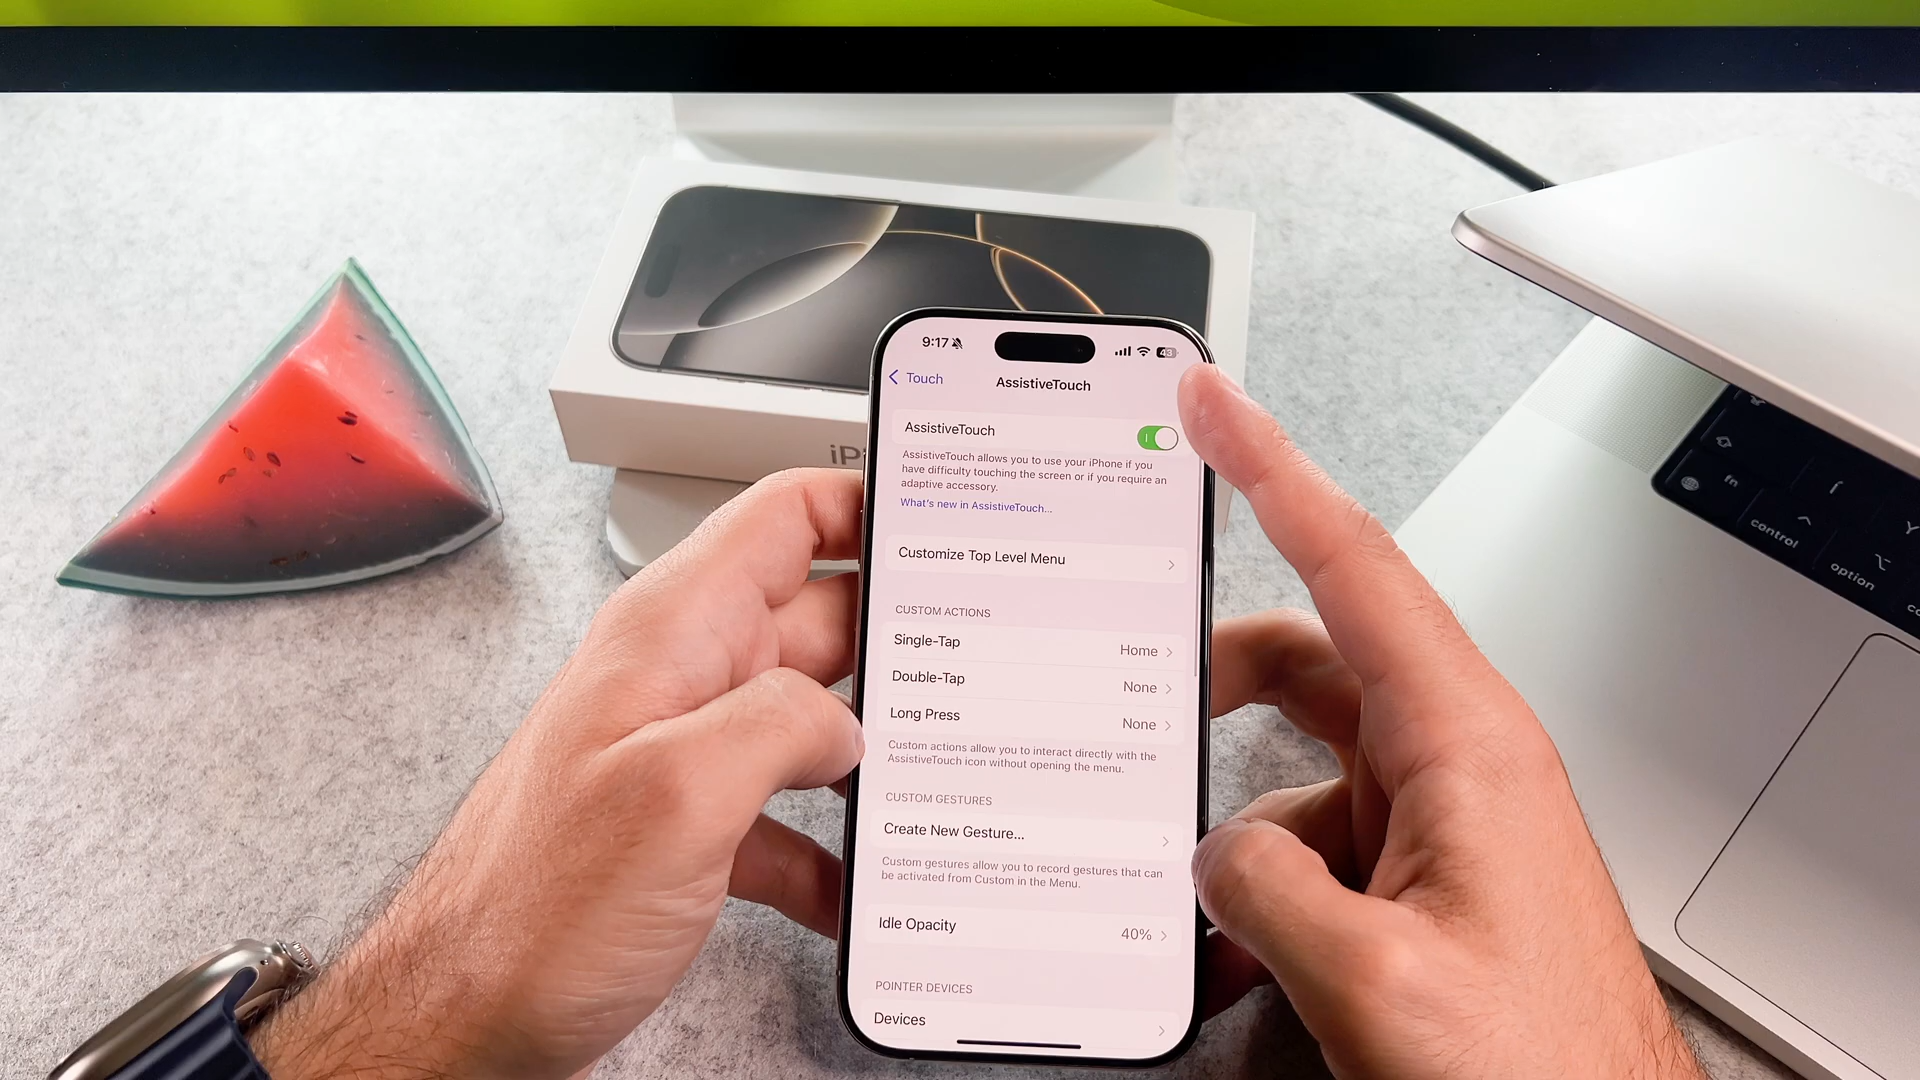 9:17
43
Touch
AssistiveTouch
AssistiveTouch
AssistiveTouch allows you to use your iPhone if you
have difficulty touching the screen or if you require an
adaptive accessory.
What's new in AssistiveTouch...
Customize Top Level Menu
CUSTOM ACTIONS
Single-Tap Home
Double-Tap None
Long Press None
Custom actions allow you to interact directly with the
AssistiveTouch icon without opening the menu.
CUSTOM GESTURES
Create New Gesture...
Custom gestures allow you to record gestures that can
be activated from Custom in the Menu.
Idle Opacity 40%
POINTER DEVICES
Devices
iP
fn
control
option